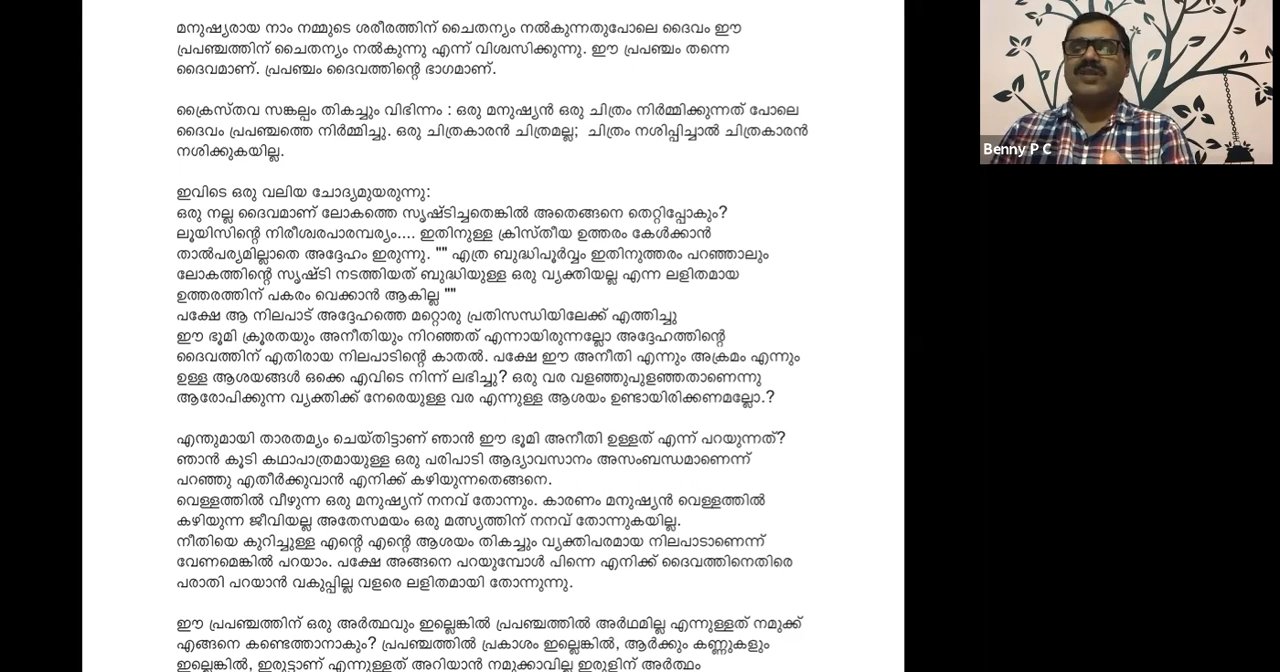 മനുഷ്യരായ നാം നമ്മുടെ ശരീരത്തിന് ചൈതന്യം നൽകുന്നതുപോലെ ദൈവം ഈ
പ്രപഞ്ചത്തിന് ചൈതന്യം നൽകുന്നു എന്ന് വിശ്വസിക്കുന്നു. ഈ പ്രപഞ്ചം തന്നെ
ദൈവമാണ്. പ്രപഞ്ചം ദൈവത്തിന്റെ ഭാഗമാണ്.
ക്രൈസ്തവ സങ്കല്പം തികച്ചും വിഭിന്നം : ഒരു മനുഷ്യൻ ഒരു ചിത്രം നിർമ്മിക്കുന്നത് പോലെ
ദൈവം പ്രപഞ്ചത്തെ നിർമ്മിച്ചു. ഒരു ചിത്രകാരൻ ചിത്രമല്ല; ചിത്രം നശിപ്പിച്ചാൽ ചിത്രകാരൻ
നശിക്കുകയില്ല.
ഇവിടെ ഒരു വലിയ ചോദ്യമുയരുന്നു:
ഒരു നല്ല ദൈവമാണ് ലോകത്തെ സൃഷ്ടിച്ചതെങ്കിൽ അതെങ്ങനെ തെറ്റിപ്പോകും?
ലൂയിസിന്റെ നിരീശ്വരപാരമ്പര്യം.... ഇതിനുള്ള ക്രിസ്തീയ ഉത്തരം കേൾക്കാൻ
താൽപര്യമില്ലാതെ അദ്ദേഹം ഇരുന്നു. "" എത്ര ബുദ്ധിപൂർവ്വം ഇതിനുത്തരം പറഞ്ഞാലും
ലോകത്തിന്റെ സൃഷ്ടി നടത്തിയത് ബുദ്ധിയുള്ള ഒരു വ്യക്തിയല്ല എന്ന ലളിതമായ
ഉത്തരത്തിന് പകരം വെക്കാൻ ആകില്ല ""
പക്ഷേ ആ നിലപാട് അദ്ദേഹത്തെ മറ്റൊരു പ്രതിസന്ധിയിലേക്ക് എത്തിച്ചു
ഈ ഭൂമി ക്രൂരതയും അനീതിയും നിറഞ്ഞത് എന്നായിരുന്നല്ലോ അദ്ദേഹത്തിന്റെ
ദൈവത്തിന് എതിരായ നിലപാടിന്റെ കാതൽ. പക്ഷേ ഈ അനീതി എന്നും അക്രമം എന്നും
ഉള്ള ആശയങ്ങൾ ഒക്കെ എവിടെ നിന്ന് ലഭിച്ചു? ഒരു വര വളഞ്ഞുപുളഞ്ഞതാണെന്നു
ആരോപിക്കുന്ന വ്യക്തിക്ക് നേരെയുള്ള വര എന്നുള്ള ആശയം ഉണ്ടായിരിക്കണമല്ലോ.?
എന്തുമായി താരതമ്യം ചെയ്തിട്ടാണ് ഞാൻ ഈ ഭൂമി അനീതി ഉള്ളത് എന്ന് പറയുന്നത്?
ഞാൻ കൂടി കഥാപാത്രമായുള്ള ഒരു പരിപാടി ആദ്യാവസാനം അസംബന്ധമാണെന്ന്
പറഞ്ഞു എതിർക്കുവാൻ എനിക്ക് കഴിയുന്നതെങ്ങനെ.
വെള്ളത്തിൽ വീഴുന്ന ഒരു മനുഷ്യന് നനവ് തോന്നും. കാരണം മനുഷ്യൻ വെള്ളത്തിൽ
കഴിയുന്ന ജീവിയല്ല അതേസമയം ഒരു മത്സ്യത്തിന് നനവ് തോന്നുകയില്ല.
നീതിയെ കുറിച്ചുള്ള എന്റെ എന്റെ ആശയം തികച്ചും വ്യക്തിപരമായ നിലപാടാണെന്ന്
വേണമെങ്കിൽ പറയാം. പക്ഷേ അങ്ങനെ പറയുമ്പോൾ പിന്നെ എനിക്ക് ദൈവത്തിനെതിരെ
പരാതി പറയാൻ വകുപ്പില്ല വളരെ ലളിതമായി തോന്നുന്നു.
ഈ പ്രപഞ്ചത്തിന് ഒരു അർത്ഥവും ഇല്ലെങ്കിൽ പ്രപഞ്ചത്തിൽ അർഥമില്ല എന്നുള്ളത് നമുക്ക്
എങ്ങനെ കണ്ടെത്താനാകും? പ്രപഞ്ചത്തിൽ പ്രകാശം ഇല്ലെങ്കിൽ, ആർക്കും കണ്ണുകളും
ഇല്ലെങ്കിൽ, ഇരുട്ടാണ് എന്നുള്ളത് അറിയാൻ നമുക്കാവില്ല ഇരുളിന് അർത്ഥം
Benny P C